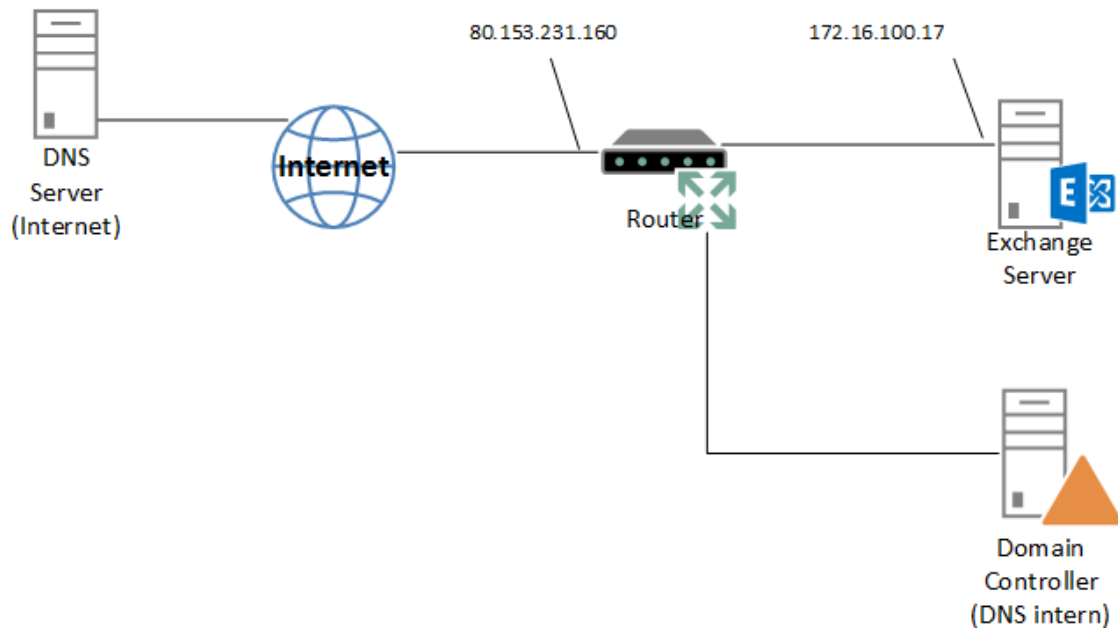 80.153.231.160
172.16.100.17
DNS
Server
(Internet)
Internet
Router
E
Exchange
Server
Domain
Controller
(DNS intern)